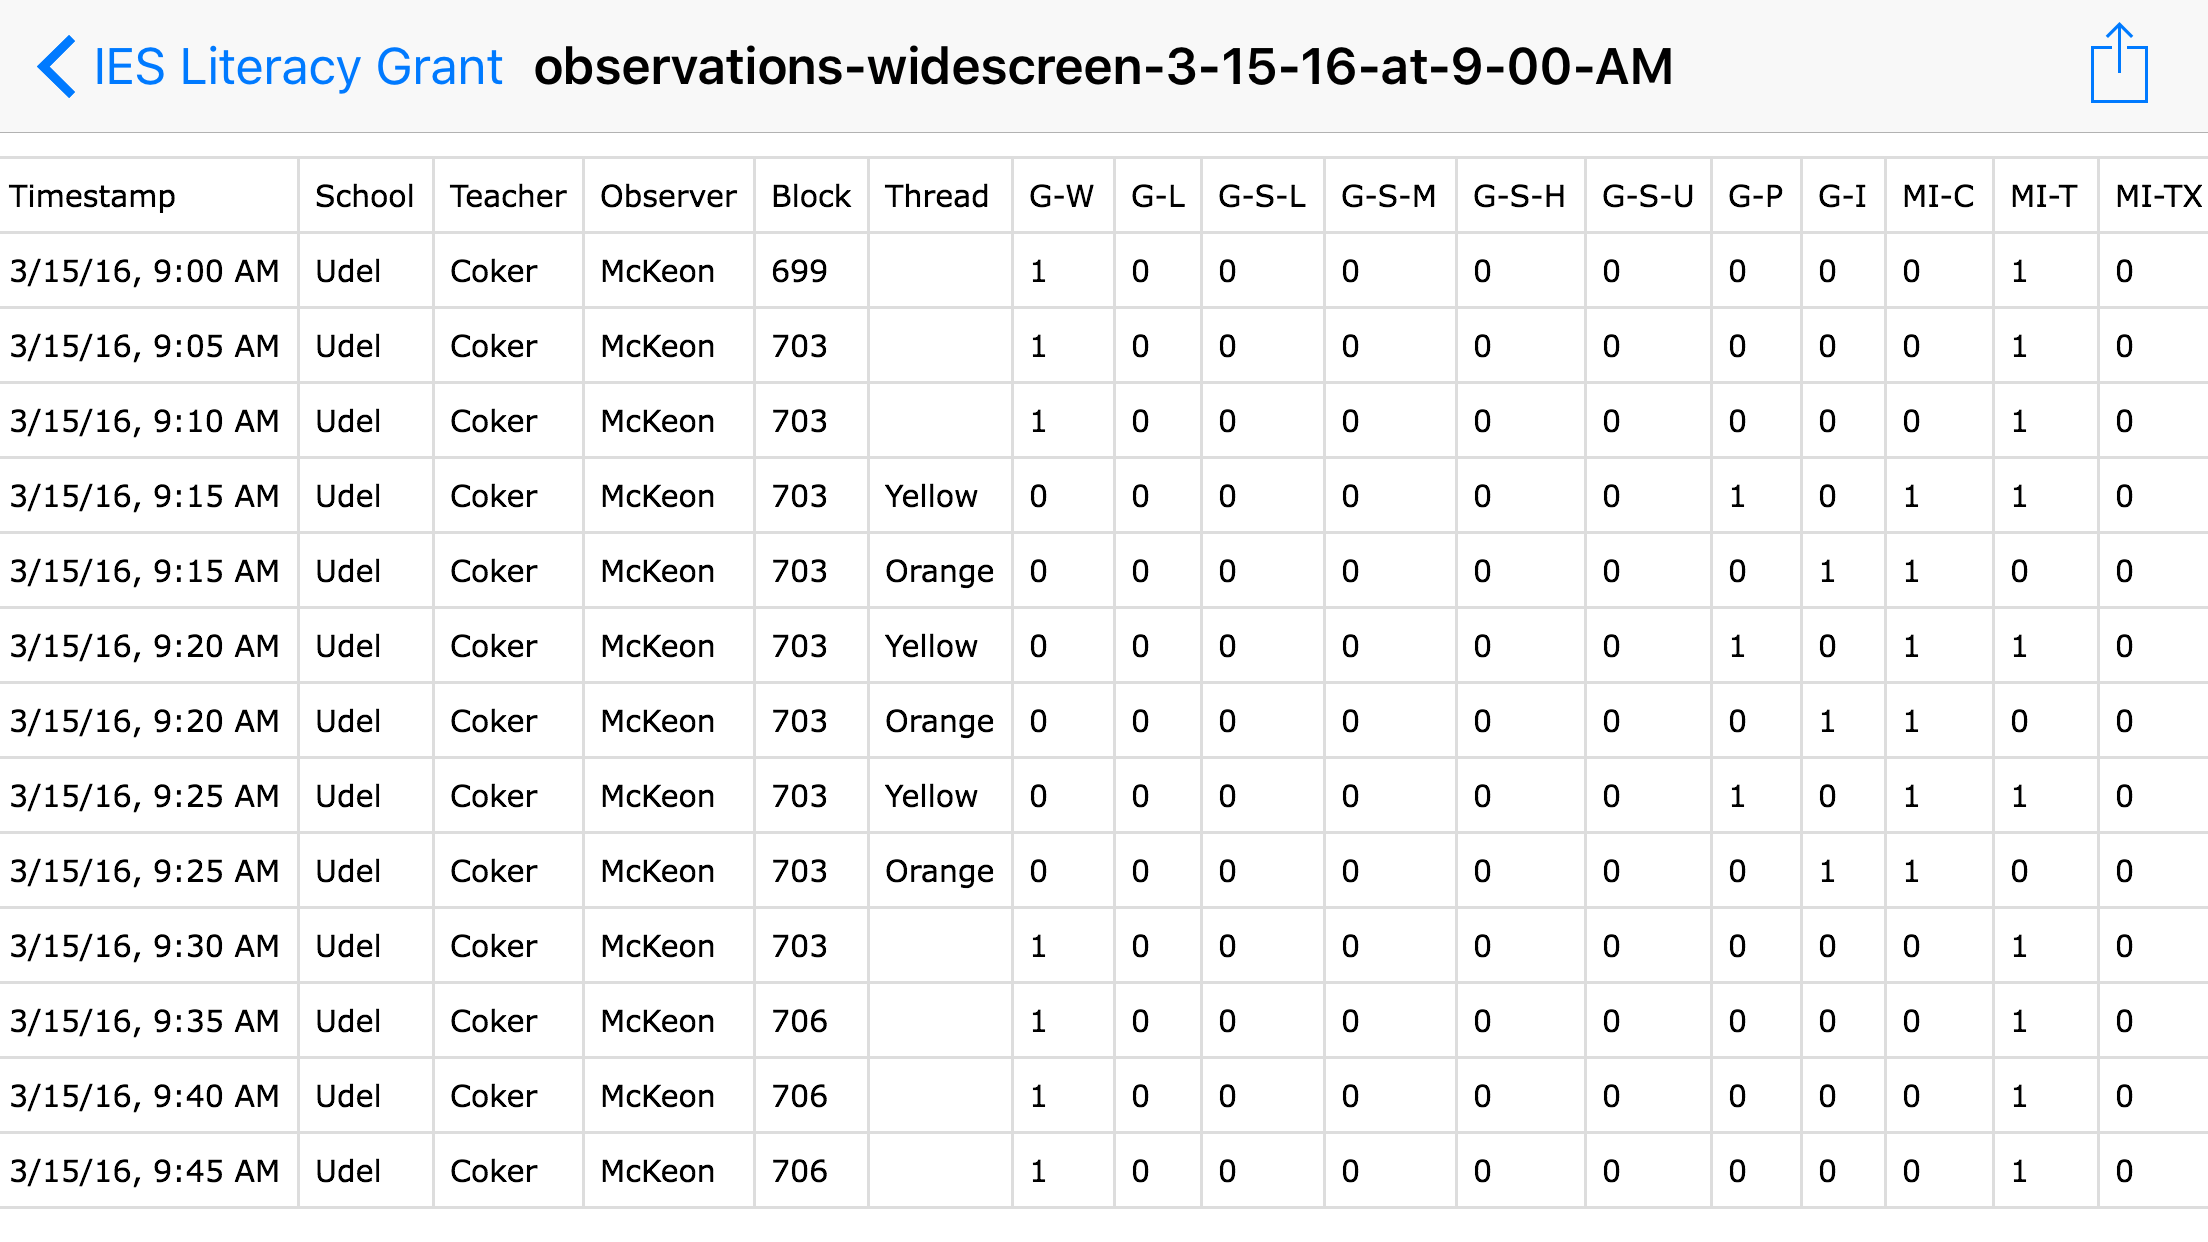 IES Literacy Grant observations-widescreen-3-15-16-at-9-00-AM
Timestamp School Teacher Observer Block Thread G-W G-L G-S-L G-S-M G-S-H G-S-U G-P G-I MI-C MI-T MI-TX
3/15/16, 9:00 AM Udel Coker McKeon 699 1 0 0 0 0 0 0 0 0 1 0
3/15/16, 9:05 AM Udel Coker McKeon 703 1 0 0 0 0 0 0 0 0 1 0
3/15/16, 9:10 AM Udel Coker McKeon 703 1 0 0 0 0 0 0 0 0 1 0
3/15/16, 9:15 AM Udel Coker McKeon 703 Yellow 0 0 0 0 0 0 1 0 1 1 0
3/15/16, 9:15 AM Udel Coker McKeon 703 Orange 0 0 0 0 0 0 0 1 1 0 0
3/15/16, 9:20 AM Udel Coker McKeon 703 Yellow 0 0 0 0 0 0 1 0 1 1 0
3/15/16, 9:20 AM Udel Coker McKeon 703 Orange 0 0 0 0 0 0 0 1 1 0 0
3/15/16, 9:25 AM Udel Coker McKeon 703 Yellow 0 0 0 0 0 0 1 0 1 1 0
3/15/16, 9:25 AM Udel Coker McKeon 703 Orange 0 0 0 0 0 0 0 1 1 0 0
3/15/16, 9:30 AM Udel Coker McKeon 703 1 0 0 0 0 0 0 0 0 1 0
3/15/16, 9:35 AM Udel Coker McKeon 706 1 0 0 0 0 0 0 0 0 1 0
3/15/16, 9:40 AM Udel Coker McKeon 706 1 0 0 0 0 0 0 0 0 1 0
3/15/16, 9:45 AM Udel Coker McKeon 706 1 0 0 0 0 0 0 0 0 1 0